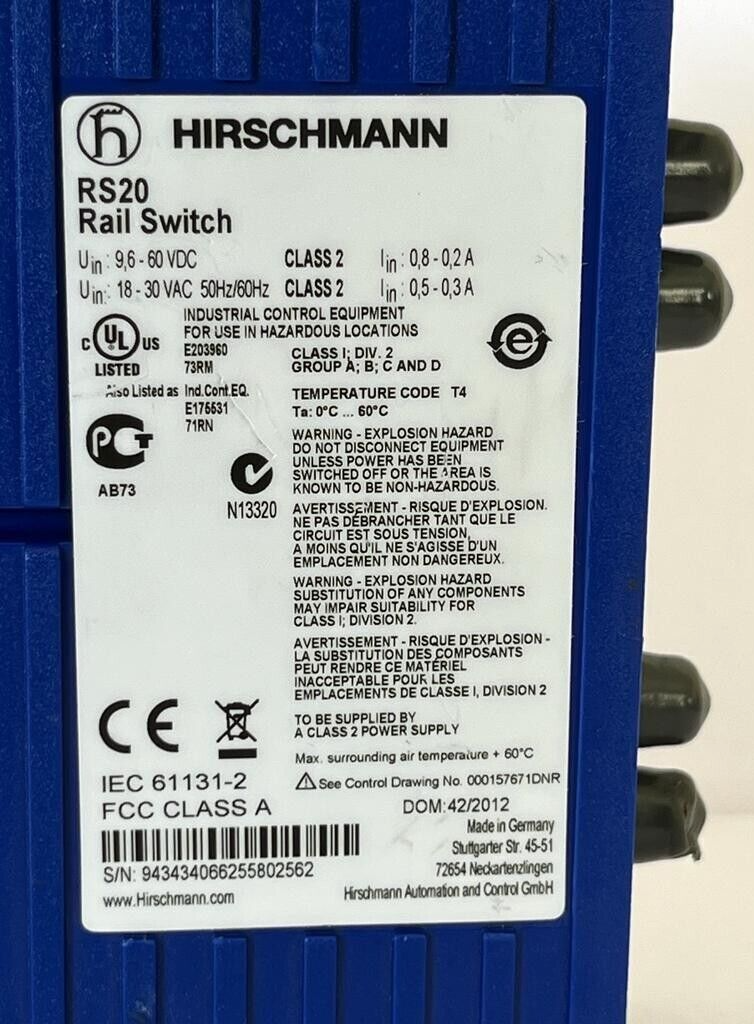 HIRSCHMANN
RS20
Rail Switch
Uin : 9,6 - 60 VDC CLASS 2 Iin : 0,8 - 0,2 A
Uin : 18 - 30 VAC 50Hz/60Hz CLASS 2 Iin : 0,5 - 0,3 A
INDUSTRIAL CONTROL EQUIPMENT
FOR USE IN HAZARDOUS LOCATIONS
C UL US
LISTED
E203960
73RM
CLASS I; DIV. 2
GROUP A; B; C AND D
e
Also Listed as Ind.Cont.EQ.
E175531
71RN
TEMPERATURE CODE T4
Ta: 0°C ... 60°C
PCT
AB73
N13320
WARNING - EXPLOSION HAZARD
DO NOT DISCONNECT EQUIPMENT
UNLESS POWER HAS BEEN
SWITCHED OFF OR THE AREA IS
KNOWN TO BE NON-HAZARDOUS.
AVERTISSEMENT - RISQUE D'EXPLOSION.
NE PAS DÉBRANCHER TANT QUE LE
CIRCUIT EST SOUS TENSION,
A MOINS QU'IL NE S'AGISSE D'UN
EMPLACEMENT NON DANGEREUX.
WARNING - EXPLOSION HAZARD
SUBSTITUTION OF ANY COMPONENTS
MAY IMPAIR SUITABILITY FOR
CLASS I; DIVISION 2.
AVERTISSEMENT - RISQUE D'EXPLOSION -
LA SUBSTITUTION DES COMPOSANTS
PEUT RENDRE CE MATÉRIEL
INACCEPTABLE POUR LES
EMPLACEMENTS DE CLASSE I, DIVISION 2
TO BE SUPPLIED BY
A CLASS 2 POWER SUPPLY
Max. surrounding air temperature + 60°C
See Control Drawing No. 000157671DNR
CE
IEC 61131-2
FCC CLASS A
DOM:42/2012
S/N: 943434066255802562
www.Hirschmann.com
Made in Germany
Stuttgarter Str. 45-51
72654 Neckartenzlingen
Hirschmann Automation and Control GmbH